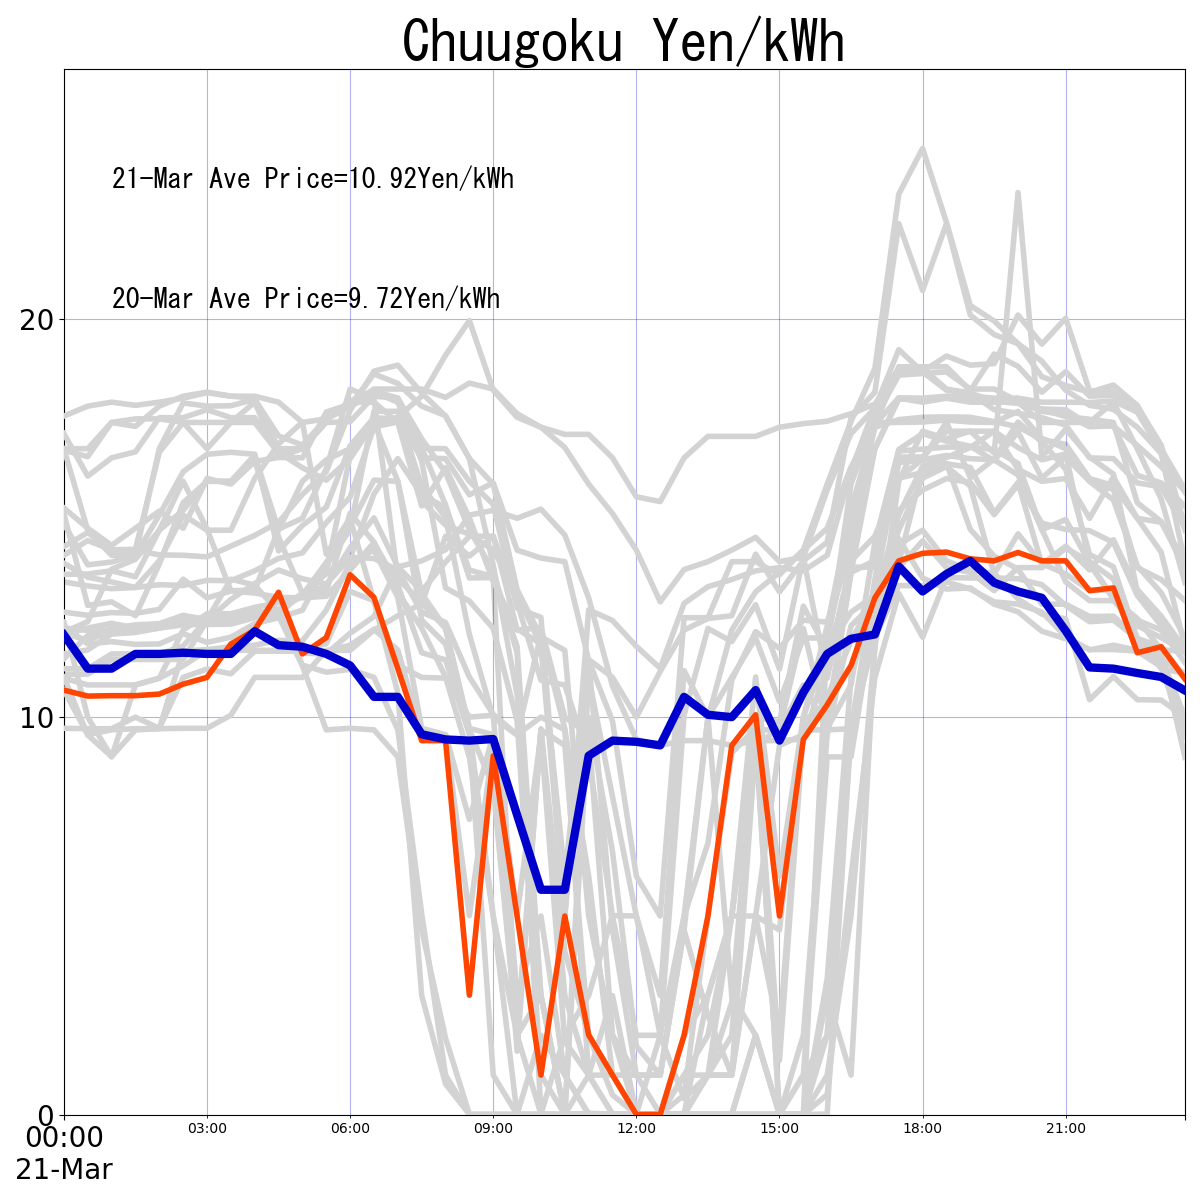 Chuugoku Yen/kWh
21-Mar Ave Price=10.92Yen/kWh
20-Mar Ave Price=9.72Yen/kWh
20
10
0
00:00 03:00 06:00 09:00 12:00 15:00 18:00 21:00
21-Mar